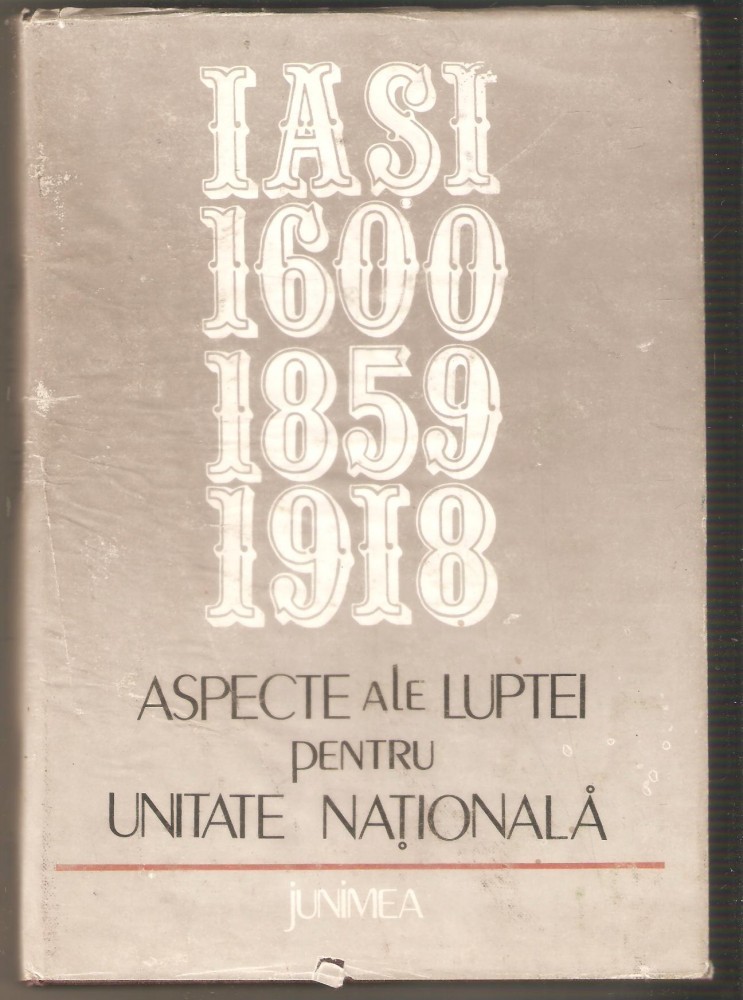 IAȘI
1600
1859
1918
ASPECTE ALE LUPTEI
PENTRU
UNITATE NAȚIONALĂ
JUNIMEA